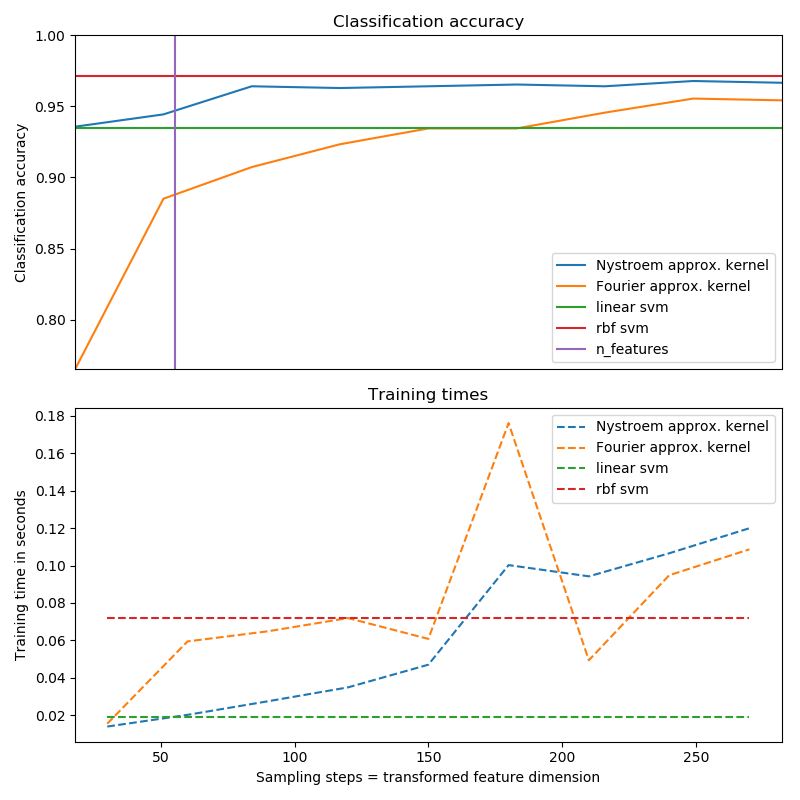 Classification accuracy
Classification accuracy
1.00
0.95
0.90
0.85
0.80
Nystroem approx. kernel
Fourier approx. kernel
linear svm
rbf svm
n_features
Training times
Training time in seconds
0.18
0.16
0.14
0.12
0.10
0.08
0.06
0.04
0.02
Nystroem approx. kernel
Fourier approx. kernel
linear svm
rbf svm
50 100 150 200 250
Sampling steps = transformed feature dimension